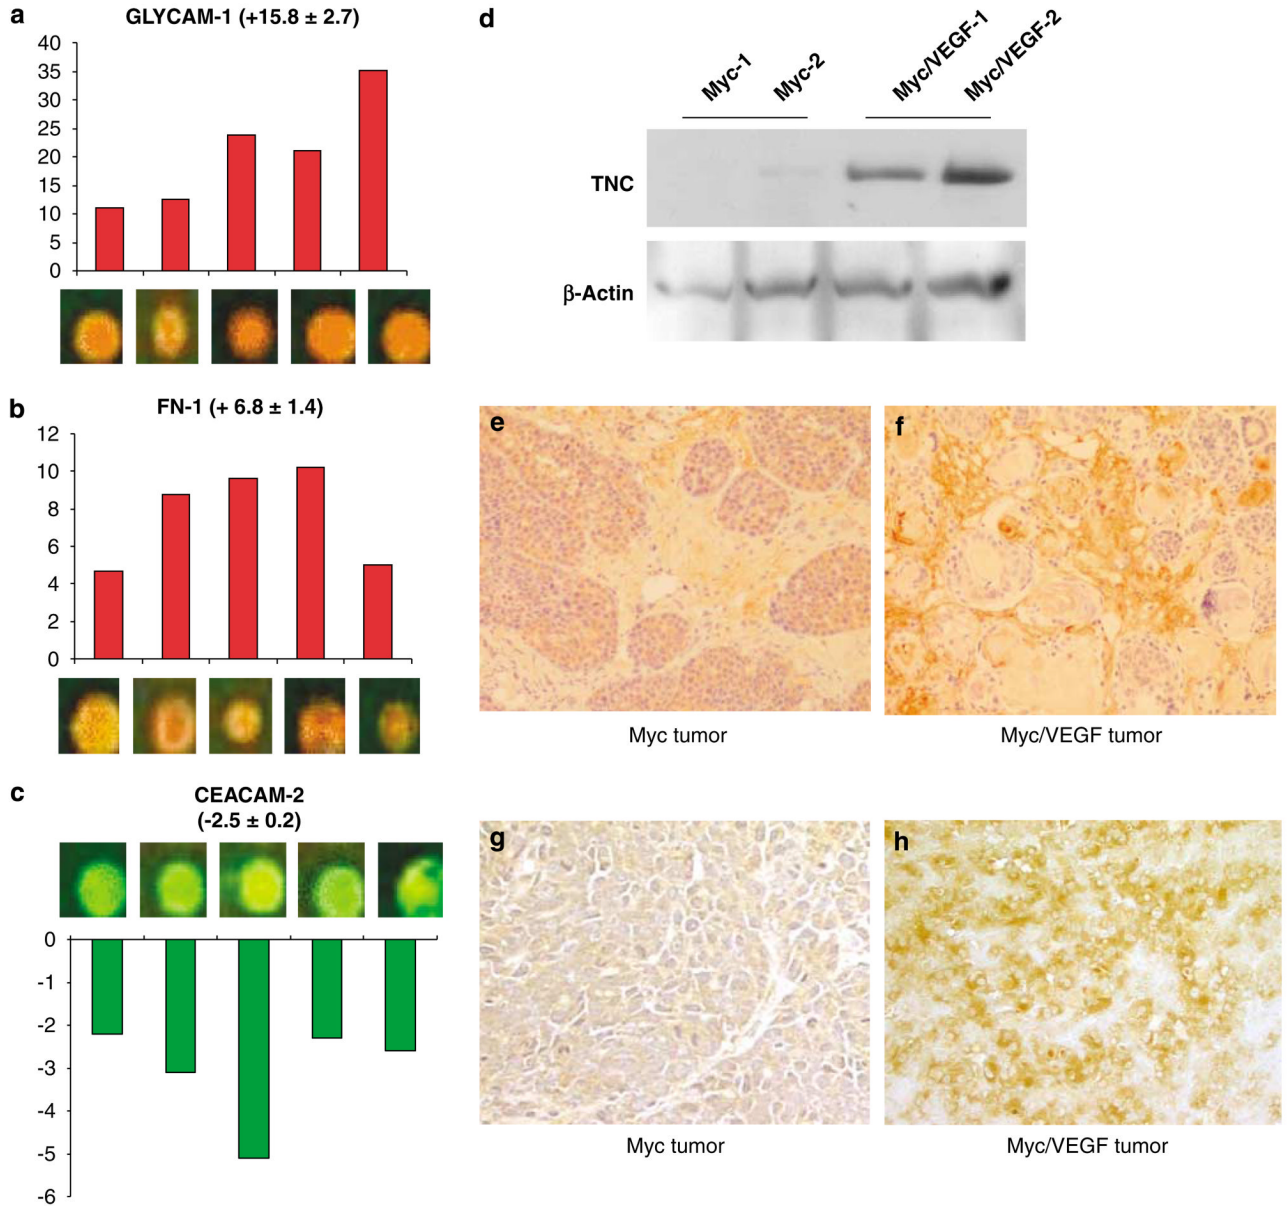 a
GLYCAM-1 (+15.8 ± 2.7)
40
35
30
25
20
15
10
5
0
b
FN-1 (+ 6.8 ± 1.4)
12
10
8
6
4
2
0
c
CEACAM-2
(-2.5 ± 0.2)
0
-1
-2
-3
-4
-5
-6
d
Myc-1
Myc-2
Myc/VEGF-1
Myc/VEGF-2
TNC
β-Actin
e
Myc tumor
f
Myc/VEGF tumor
g
Myc tumor
h
Myc/VEGF tumor